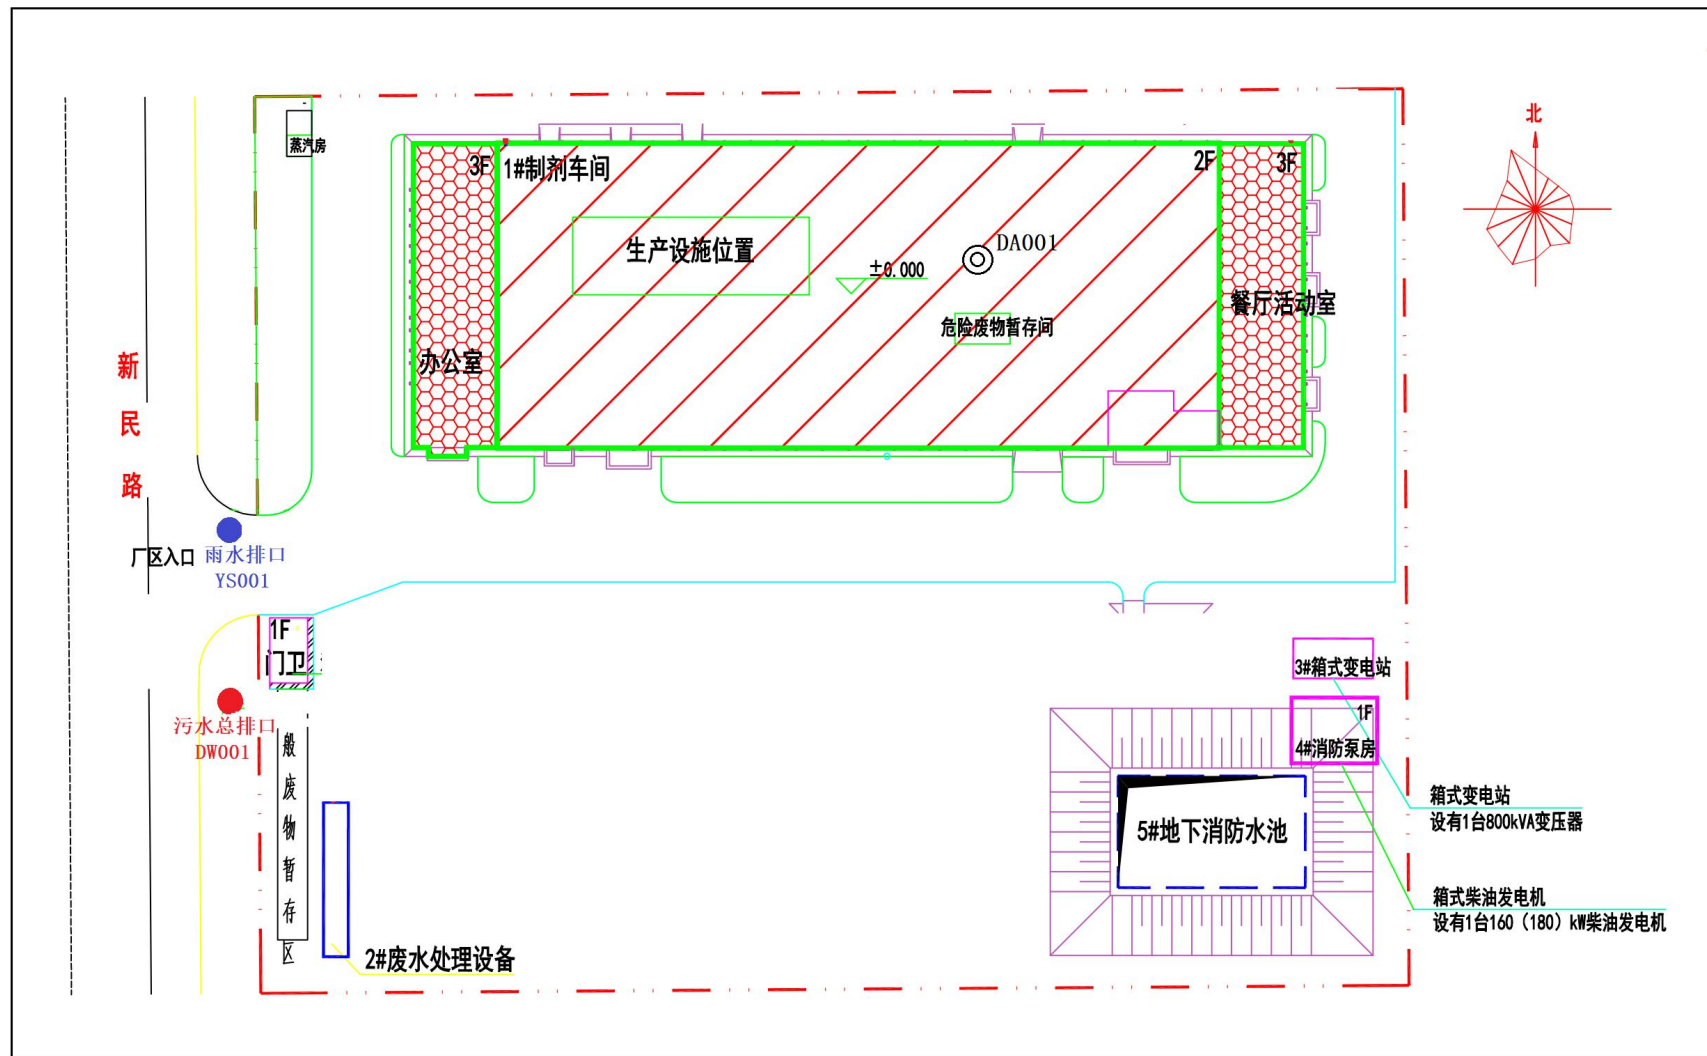 北
蒸汽房
3F
1#制剂车间
2F
3F
生产设施位置
DA001
±0.000
餐厅活动室
危险废物暂存间
办公室
新
民
路
厂区入口
雨水排口
YS001
1F
门卫
3#箱式变电站
污水总排口
DW001
1F
4#消防泵房
般
废
物
暂
存
区
箱式变电站
设有1台800kVA变压器
5#地下消防水池
箱式柴油发电机
设有1台160（180）kW柴油发电机
2#废水处理设备